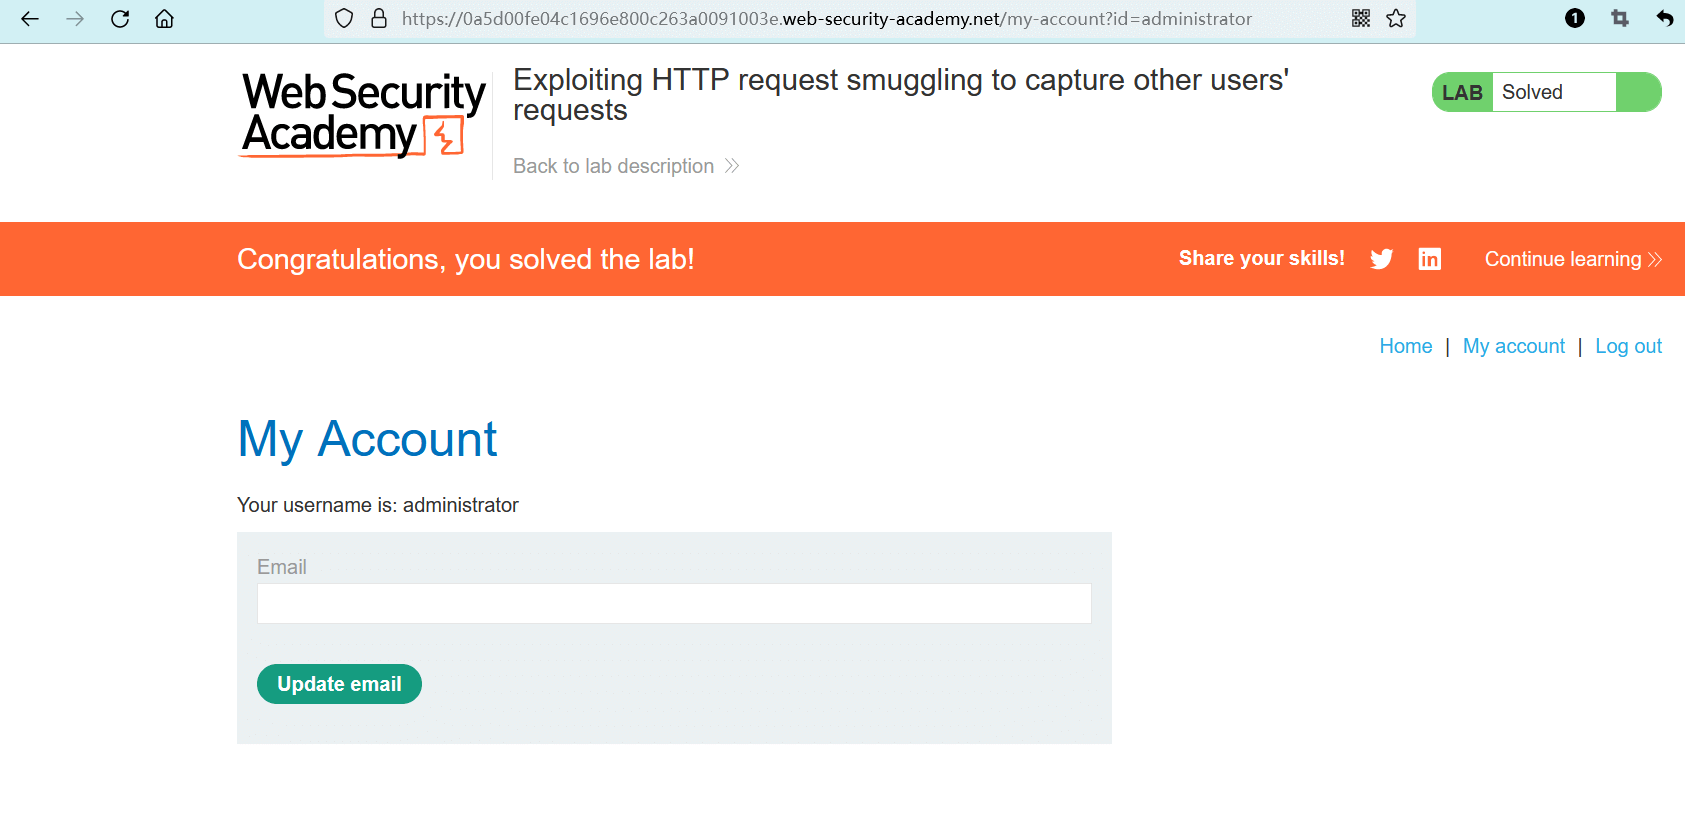 https://0a5d00fe04c1696e800c263a0091003e.web-security-academy.net/my-account?id=administrator
1
Web Security
Academy
Exploiting HTTP request smuggling to capture other users'
requests
Back to lab description
LAB Solved
Congratulations, you solved the lab!
Share your skills!
in
Continue learning
Home | My account | Log out
My Account
Your username is: administrator
Email
Update email